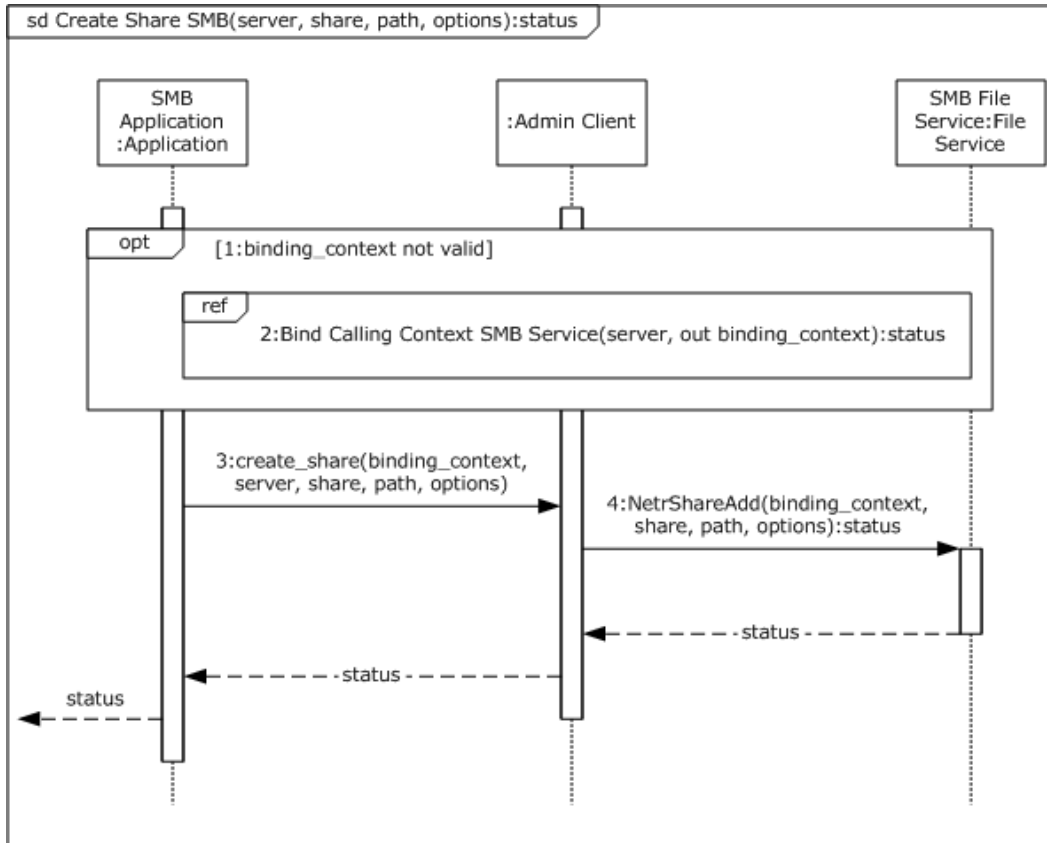 sd Create Share SMB(server, share, path, options):status
SMB
Application
:Application
:Admin Client
SMB File
Service:File
Service
opt
[1:binding_context not valid]
ref
2:Bind Calling Context SMB Service(server, out binding_context):status
3:create_share(binding_context,
server, share, path, options)
4:NetrShareAdd(binding_context,
share, path, options):status
status
status
status